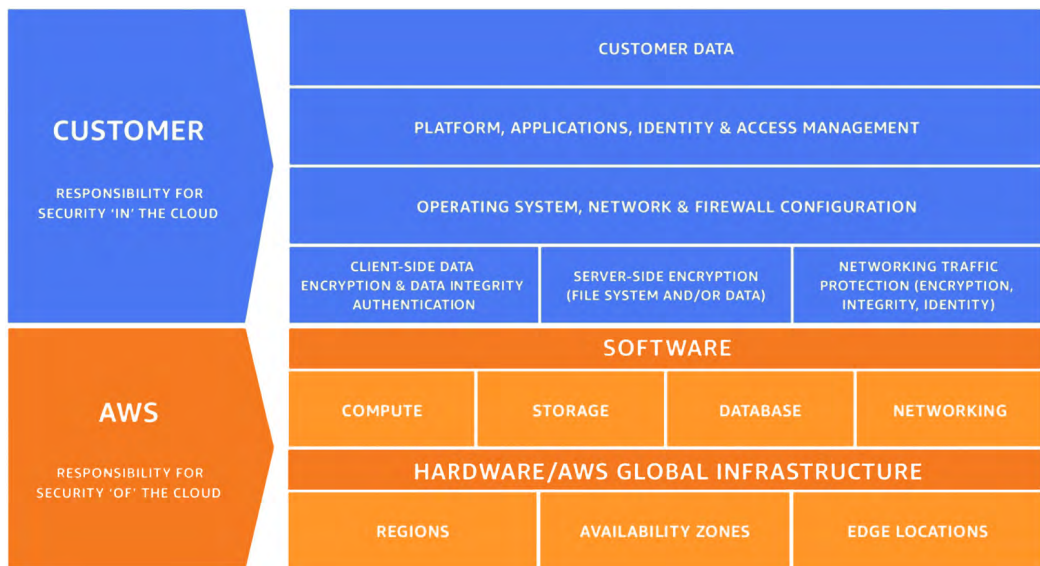 CUSTOMER
RESPONSIBILITY FOR
SECURITY 'IN' THE CLOUD
CUSTOMER DATA
PLATFORM, APPLICATIONS, IDENTITY & ACCESS MANAGEMENT
OPERATING SYSTEM, NETWORK & FIREWALL CONFIGURATION
CLIENT-SIDE DATA
ENCRYPTION & DATA INTEGRITY
AUTHENTICATION
SERVER-SIDE ENCRYPTION
(FILE SYSTEM AND/OR DATA)
NETWORKING TRAFFIC
PROTECTION (ENCRYPTION,
INTEGRITY, IDENTITY)
AWS
RESPONSIBILITY FOR
SECURITY 'OF' THE CLOUD
SOFTWARE
COMPUTE
STORAGE
DATABASE
NETWORKING
HARDWARE/AWS GLOBAL INFRASTRUCTURE
REGIONS
AVAILABILITY ZONES
EDGE LOCATIONS